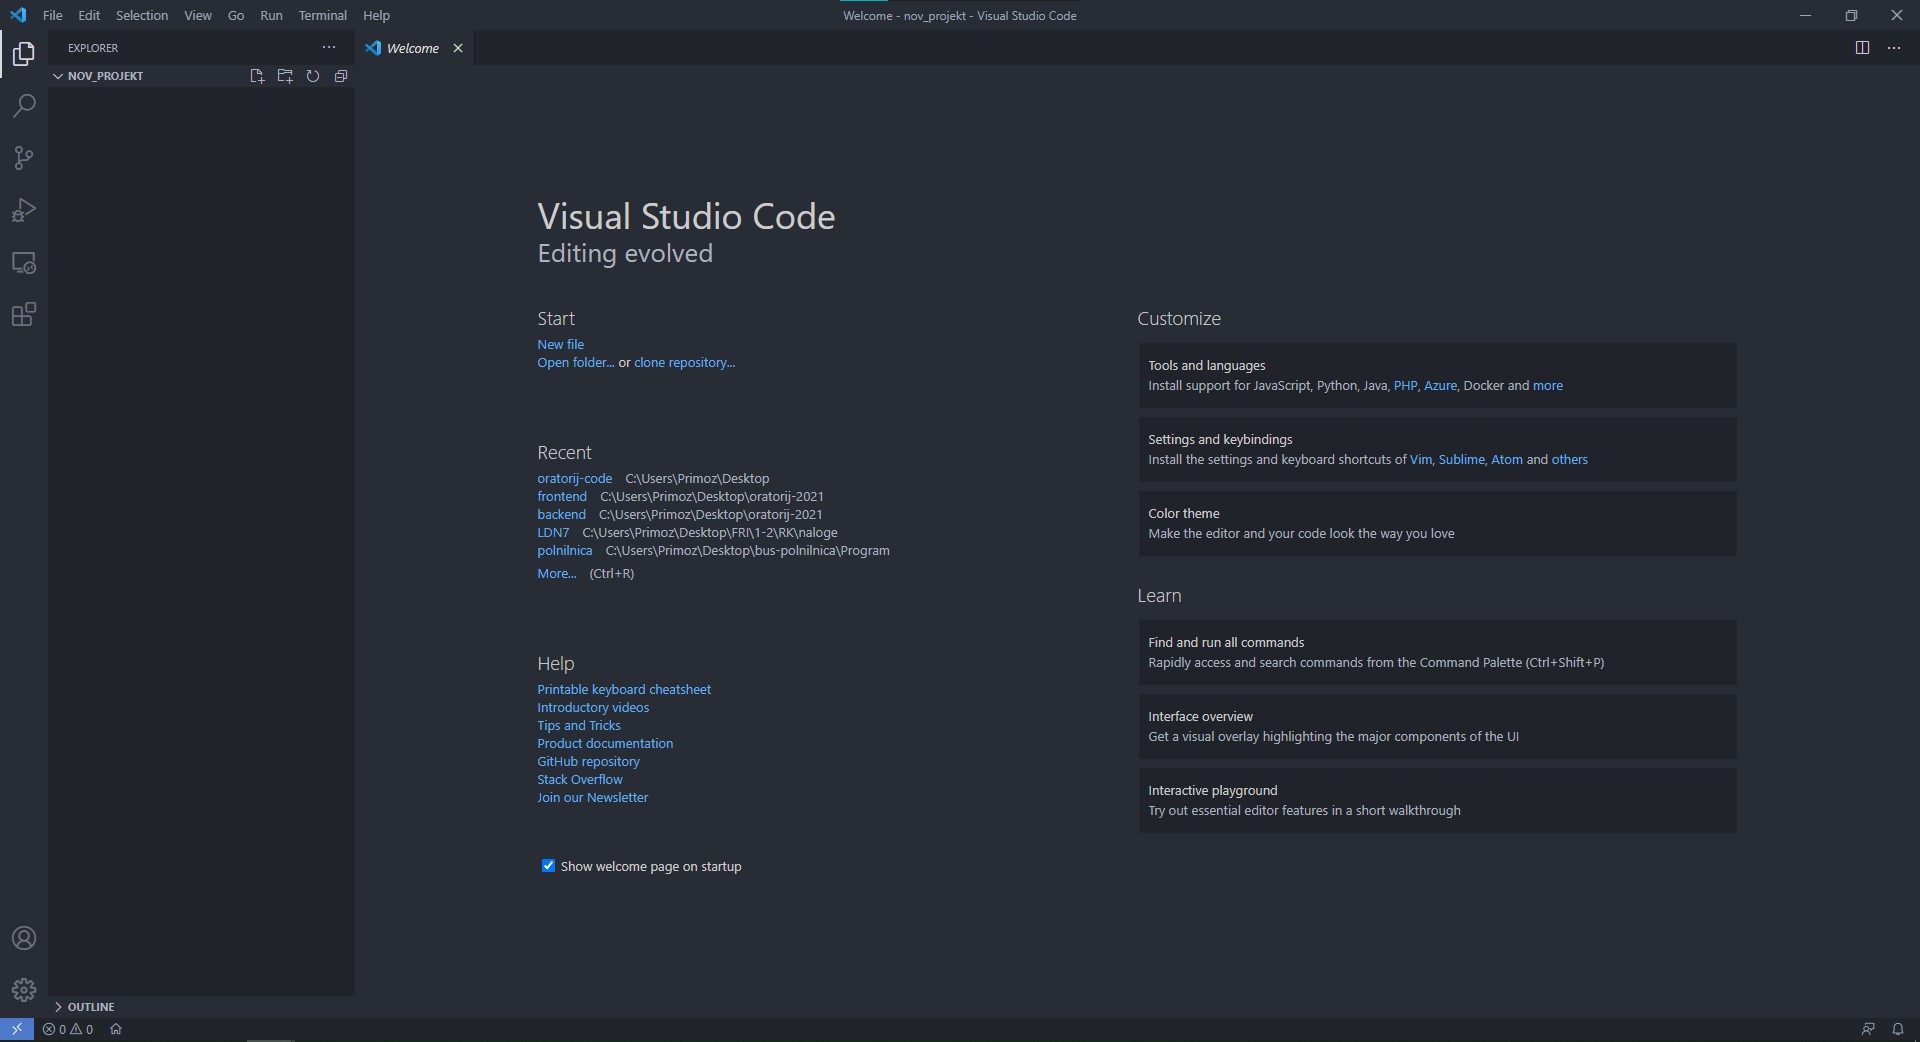 File Edit Selection View Go Run Terminal Help
Welcome - nov_projekt - Visual Studio Code
EXPLORER
NOV_PROJEKT
Welcome
Visual Studio Code
Editing evolved
Start
New file
Open folder... or clone repository...
Recent
oratorij-code C:\Users\Primoz\Desktop
frontend C:\Users\Primoz\Desktop\oratorij-2021
backend C:\Users\Primoz\Desktop\oratorij-2021
LDN7 C:\Users\Primoz\Desktop\FRI\1-2\RK\naloge
polnilnica C:\Users\Primoz\Desktop\bus-polnilnica\Program
More... (Ctrl+R)
Help
Printable keyboard cheatsheet
Introductory videos
Tips and Tricks
Product documentation
GitHub repository
Stack Overflow
Join our Newsletter
Show welcome page on startup
Customize
Tools and languages
Install support for JavaScript, Python, Java, PHP, Azure, Docker and more
Settings and keybindings
Install the settings and keyboard shortcuts of Vim, Sublime, Atom and others
Color theme
Make the editor and your code look the way you love
Learn
Find and run all commands
Rapidly access and search commands from the Command Palette (Ctrl+Shift+P)
Interface overview
Get a visual overlay highlighting the major components of the UI
Interactive playground
Try out essential editor features in a short walkthrough
OUTLINE
0 0